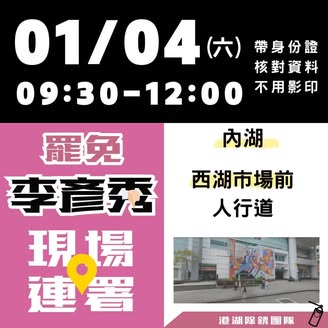 01/04(六)
09:30-12:00
帶身份證
核對資料
不用影印
罷免
李彥秀
現場
連署
內湖
西湖市場前
人行道
港湖除銹團隊